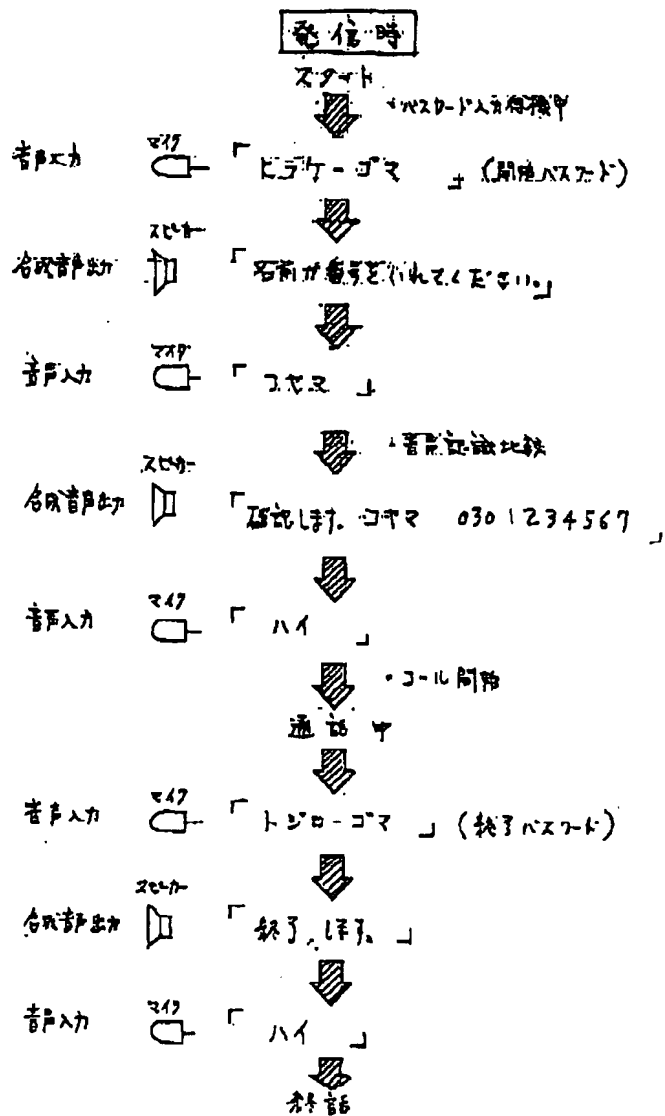 発信時
スタート
・パスワード入力待機中
音声入力 マイク 「ヒラケーゴマ」(開始パスワード)
合成音声出力 スピーカー 「名前か番号をいれてください。」
音声入力 マイク 「コヤマ」
・音声認識比較
合成音声出力 スピーカー 「確認します。コヤマ 0301234567」
音声入力 マイク 「ハイ」
・コール開始
通話中
音声入力 マイク 「トジローゴマ」(終了パスワード)
合成音声出力 スピーカー 「終了します。」
音声入力 マイク 「ハイ」
終話